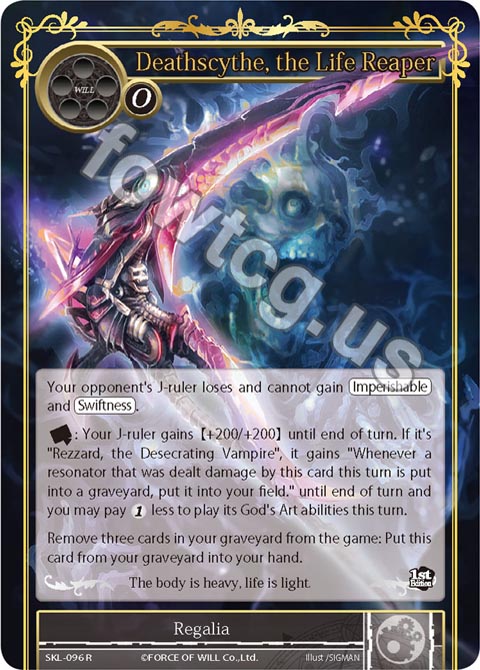 Deathscythe, the Life Reaper
WILL
0
fowtcg.us
Your opponent's J-ruler loses and cannot gain Imperishable
and Swiftness.
: Your J-ruler gains 【+200/+200】 until end of turn. If it's
"Rezzard, the Desecrating Vampire", it gains "Whenever a
resonator that was dealt damage by this card this turn is put
into a graveyard, put it into your field." until end of turn and
you may pay 1 less to play its God's Art abilities this turn.
Remove three cards in your graveyard from the game: Put this
card from your graveyard into your hand.
The body is heavy, life is light.
1st
Edition
Regalia
SKL-096 R ©FORCE OF WILL Co.,Ltd. Illust /SIGMAN